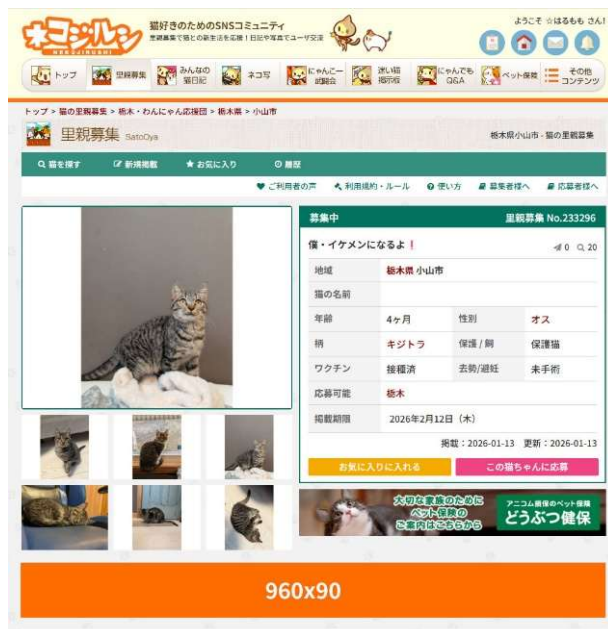 ネコジルシ
NEKOJIRUSHI
猫好きのためのSNSコミュニティ
里親募集で猫との新生活を応援！日記や写真でユーザ交流
ようこそ ☆はるもも さん！
トップ
里親募集
みんなの
猫日記
ネコ写
にゃんこー
武闘会
迷い猫
掲示板
にゃんでも
Q&A
ペット保険
その他
コンテンツ
トップ > 猫の里親募集 > 栃木・わんにゃん応援団 > 栃木県 > 小山市
里親募集 SatoOya
栃木県小山市 - 猫の里親募集
猫を探す
新規掲載
お気に入り
履歴
ご利用者の声
利用規約・ルール
使い方
募集者様へ
応募者様へ
募集中
里親募集 No.233296
僕・イケメンになるよ❗
0
20
地域 栃木県 小山市
猫の名前
年齢 4ヶ月 性別 オス
柄 キジトラ 保護 / 飼 保護猫
ワクチン 接種済 去勢/避妊 未手術
応募可能 栃木
掲載期限 2026年2月12日（木）
掲載：2026-01-13 更新：2026-01-13
お気に入りに入れる
この猫ちゃんに応募
大切な家族のために
ペット保険の
ご案内はこちらから
アニコム損保のペット保険
どうぶつ健保
960x90